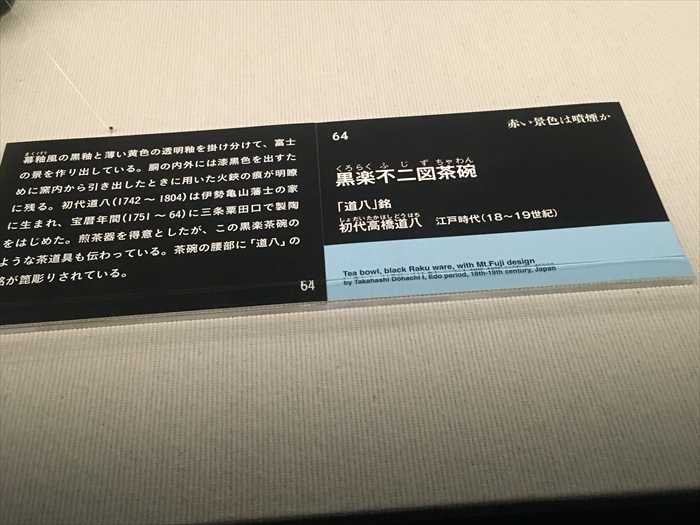 まくぐすり
幕釉風の黒釉と薄い黄色の透明釉を掛け分けて、富士
の景を作り出している。胴の内外には漆黒色を出すた
めに窯内から引き出したときに用いた火鋏の痕が明瞭
に残る。初代道八(1742〜1804)は伊勢亀山藩士の家
に生まれ、宝暦年間(1751〜64)に三条粟田口で製陶
をはじめた。煎茶器を得意としたが、この黒楽茶碗の
ような茶道具も伝わっている。茶碗の腰部に「道八」の
銘が箆彫りされている。
64
64
赤い景色は噴煙か
くろらく ふ じ ず ちゃわん
黒楽不二図茶碗
「道八」銘
しょだいたかはしどうはち
初代高橋道八 江戸時代(18〜19世紀)
Tea bowl, black Raku ware, with Mt.Fuji design
by Takahashi Dohachi I, Edo period, 18th-19th century, Japan